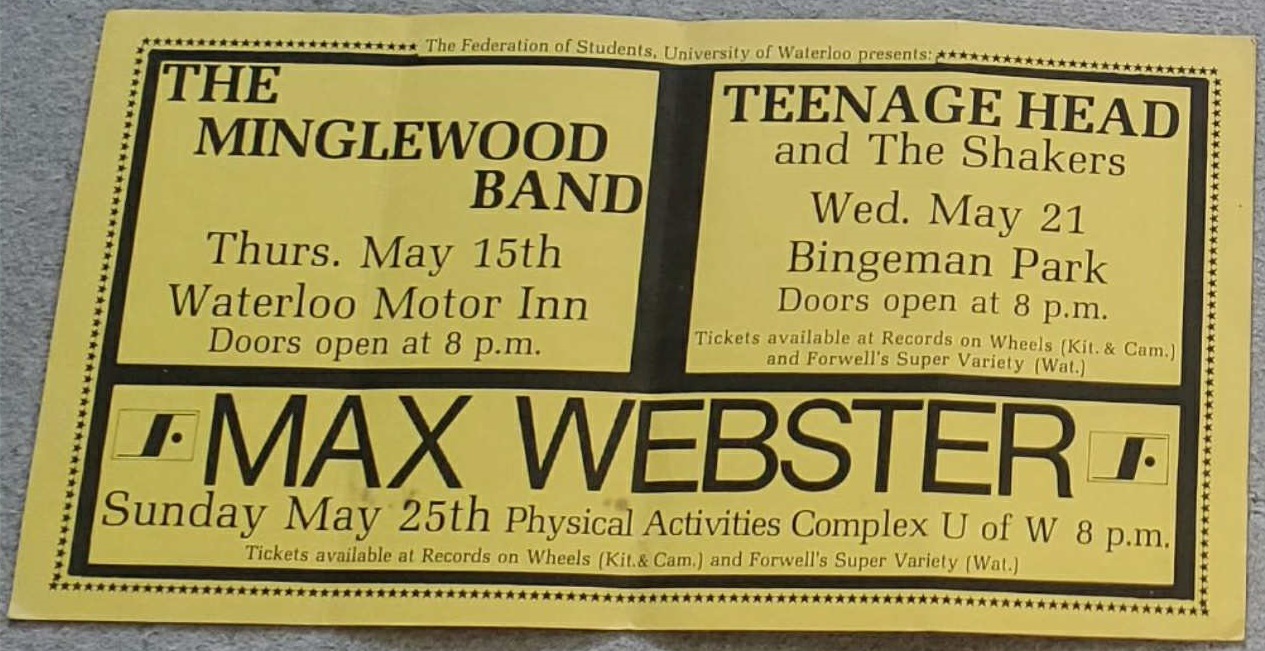 The Federation of Students, University of Waterloo presents:
THE
MINGLEWOOD
BAND
Thurs. May 15th
Waterloo Motor Inn
Doors open at 8 p.m.
TEENAGE HEAD
and The Shakers
Wed. May 21
Bingeman Park
Doors open at 8 p.m.
Tickets available at Records on Wheels (Kit. & Cam.)
and Forwell's Super Variety (Wat.)
MAX WEBSTER
Sunday May 25th Physical Activities Complex U of W 8 p.m.
Tickets available at Records on Wheels (Kit. & Cam.) and Forwell's Super Variety (Wat.)